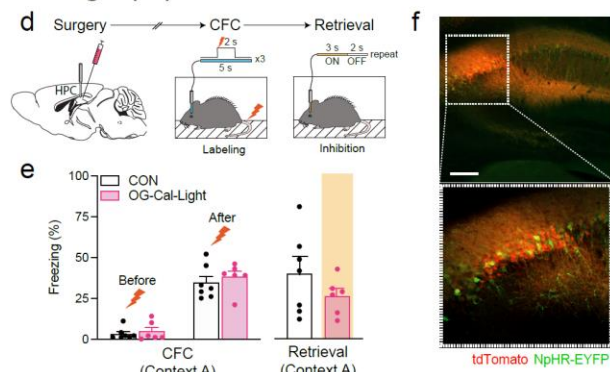 d
Surgery
CFC
Retrieval
2 s
x3
5 s
3 s 2 s
ON OFF
repeat
HPC
Labeling
Inhibition
e
CON
OG-Cal-Light
After
Before
Freezing (%)
100
75
50
25
0
CFC
(Context A)
Retrieval
(Context A)
f
tdTomato NpHR-EYFP